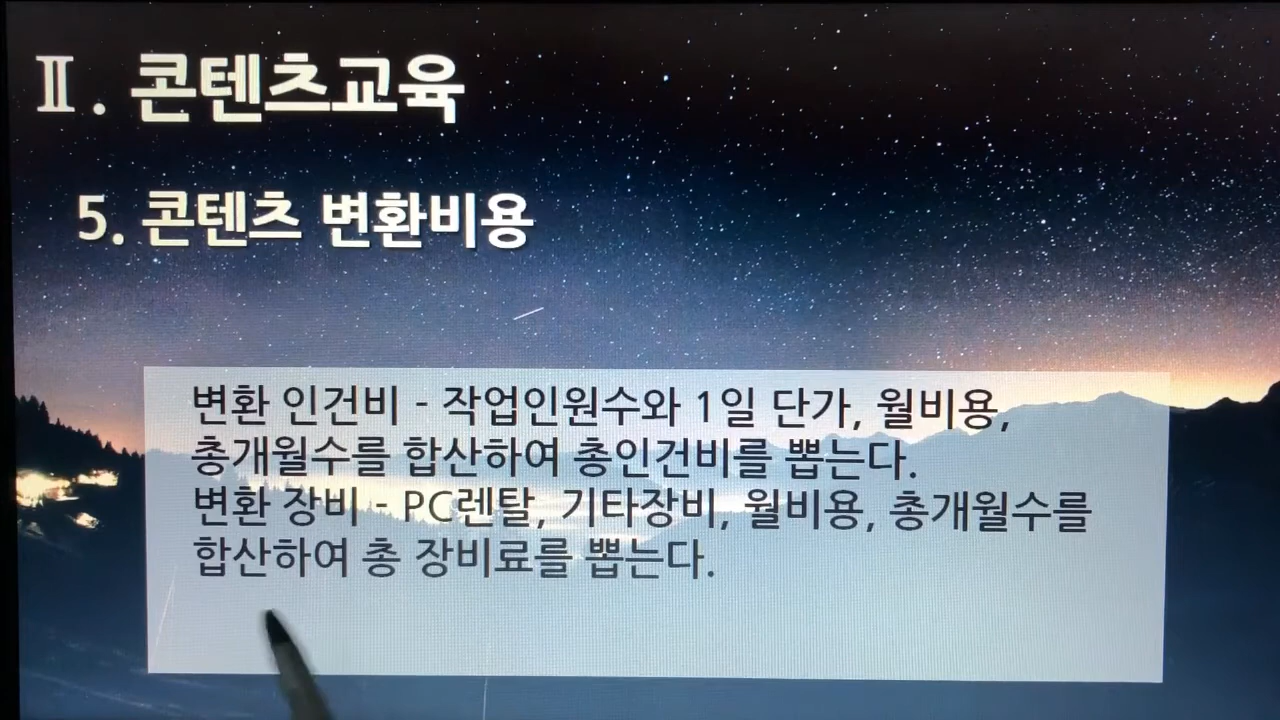 Ⅱ. 콘텐츠교육
5. 콘텐츠 변환비용
변환 인건비 - 작업인원수와 1일 단가, 월비용,
총개월수를 합산하여 총인건비를 뽑는다.
변환 장비 - PC렌탈, 기타장비, 월비용, 총개월수를
합산하여 총 장비료를 뽑는다.